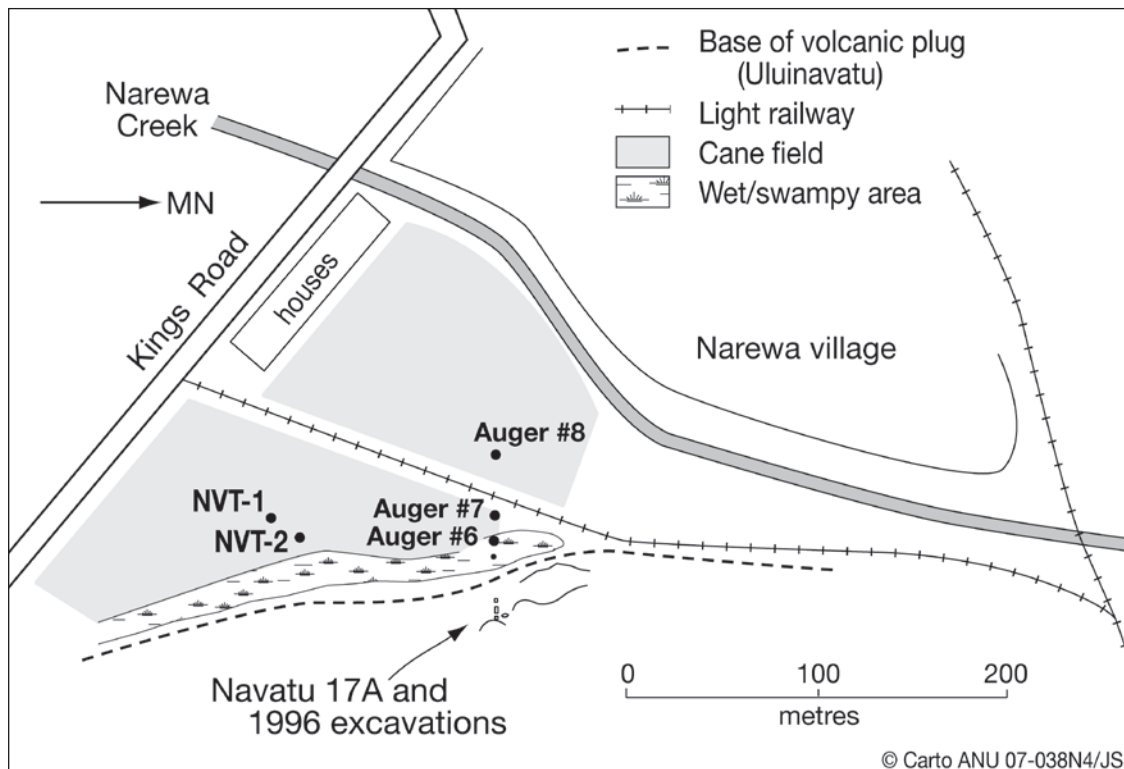 Base of volcanic plug
(Uluinavatu)
Light railway
Cane field
Wet/swampy area
Narewa
Creek
MN
Kings Road
houses
Narewa village
Auger #8
NVT-1
Auger #7
NVT-2
Auger #6
Navatu 17A and
1996 excavations
0 100 200
metres
© Carto ANU 07-038N4/JS